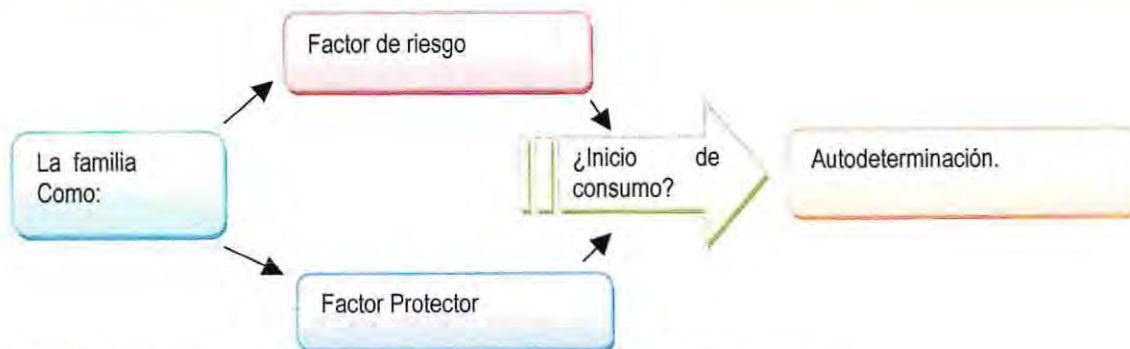 Factor de riesgo
La familia
Como:
¿Inicio de
consumo?
Autodeterminación.
Factor Protector